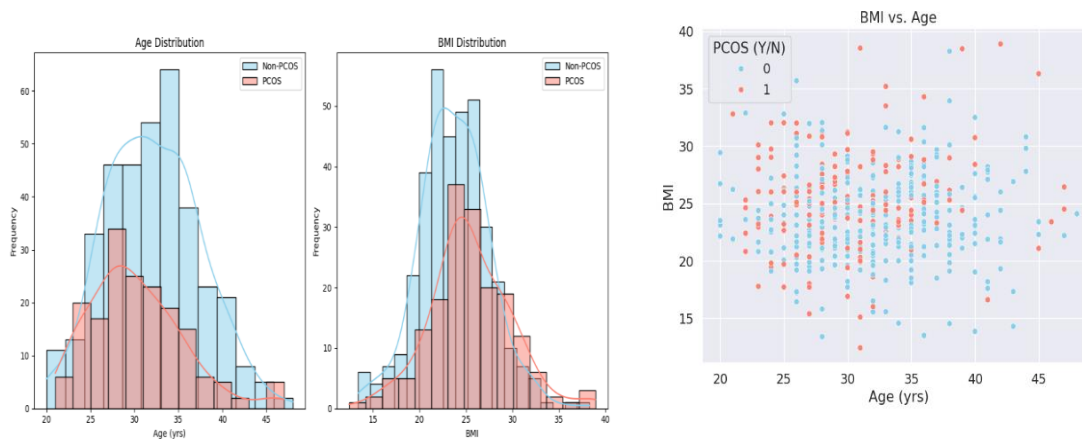 Age Distribution
Non-PCOS
PCOS
Frequency
60
50
40
30
20
10
0
20 25 30 35 40 45
Age (yrs)
BMI Distribution
Non-PCOS
PCOS
Frequency
50
40
30
20
10
0
15 20 25 30 35 40
BMI
BMI vs. Age
PCOS (Y/N)
0
1
BMI
40
35
30
25
20
15
20 25 30 35 40 45
Age (yrs)